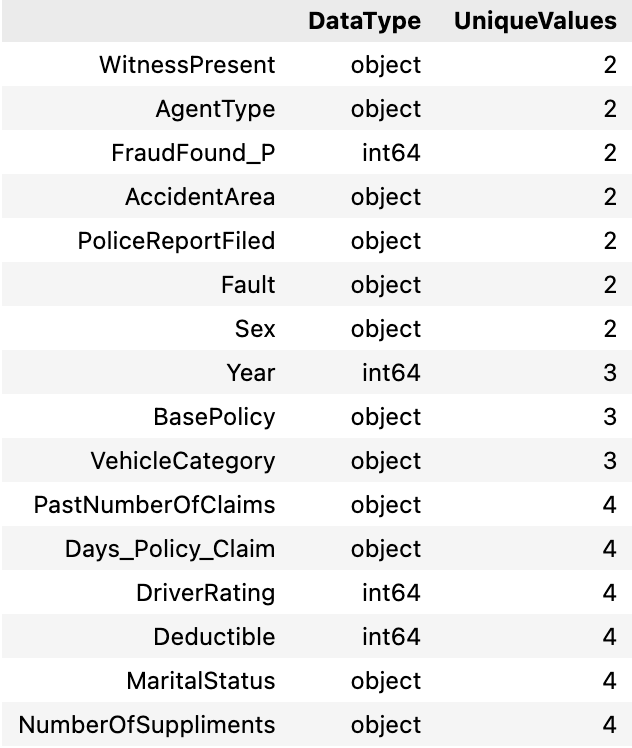 DataType UniqueValues
WitnessPresent object 2
AgentType object 2
FraudFound_P int64 2
AccidentArea object 2
PoliceReportFiled object 2
Fault object 2
Sex object 2
Year int64 3
BasePolicy object 3
VehicleCategory object 3
PastNumberOfClaims object 4
Days_Policy_Claim object 4
DriverRating int64 4
Deductible int64 4
MaritalStatus object 4
NumberOfSuppliments object 4